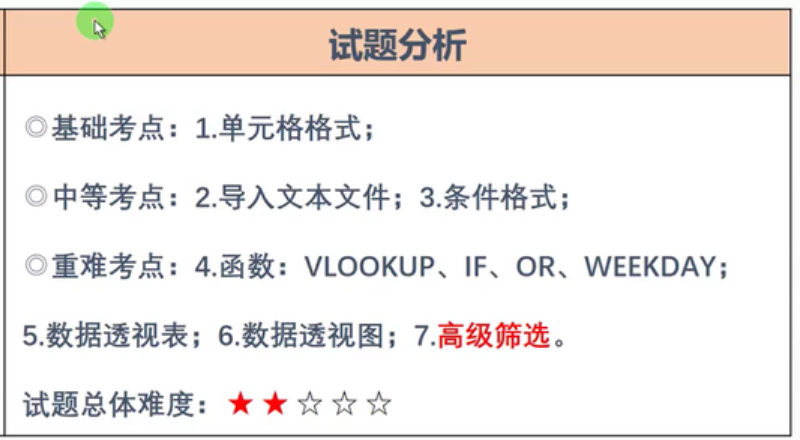 试题分析
◎基础考点：1.单元格格式；
◎中等考点：2.导入文本文件；3.条件格式；
◎重难考点：4.函数：VLOOKUP、IF、OR、WEEKDAY；
5.数据透视表；6.数据透视图；7.高级筛选。
试题总体难度：★★☆☆☆